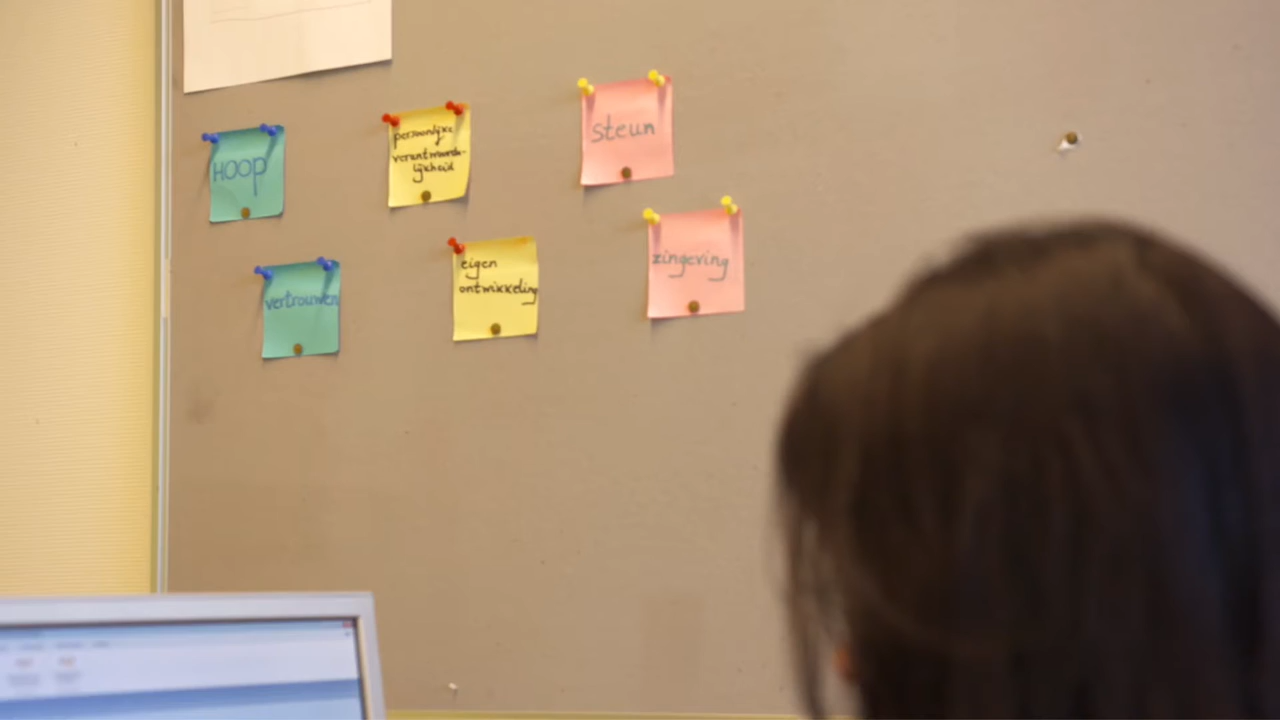 HOOP
persoonlijke
verantwoorde-
lijkheid
steun
vertrouwen
eigen
ontwikkeling
zingeving